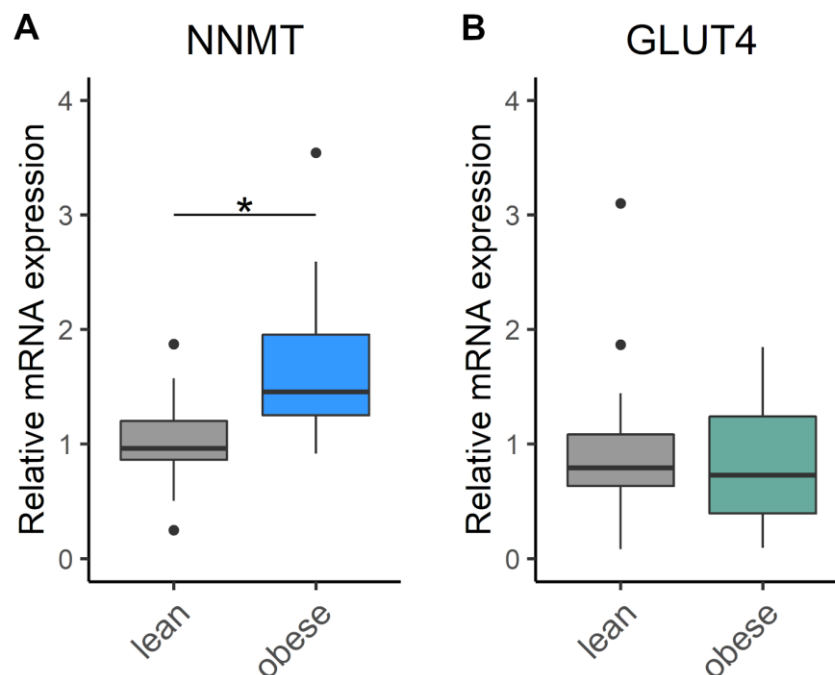 A
NNMT
Relative mRNA expression
4
3
2
1
0
*
lean
obese
B
GLUT4
Relative mRNA expression
4
3
2
1
0
lean
obese